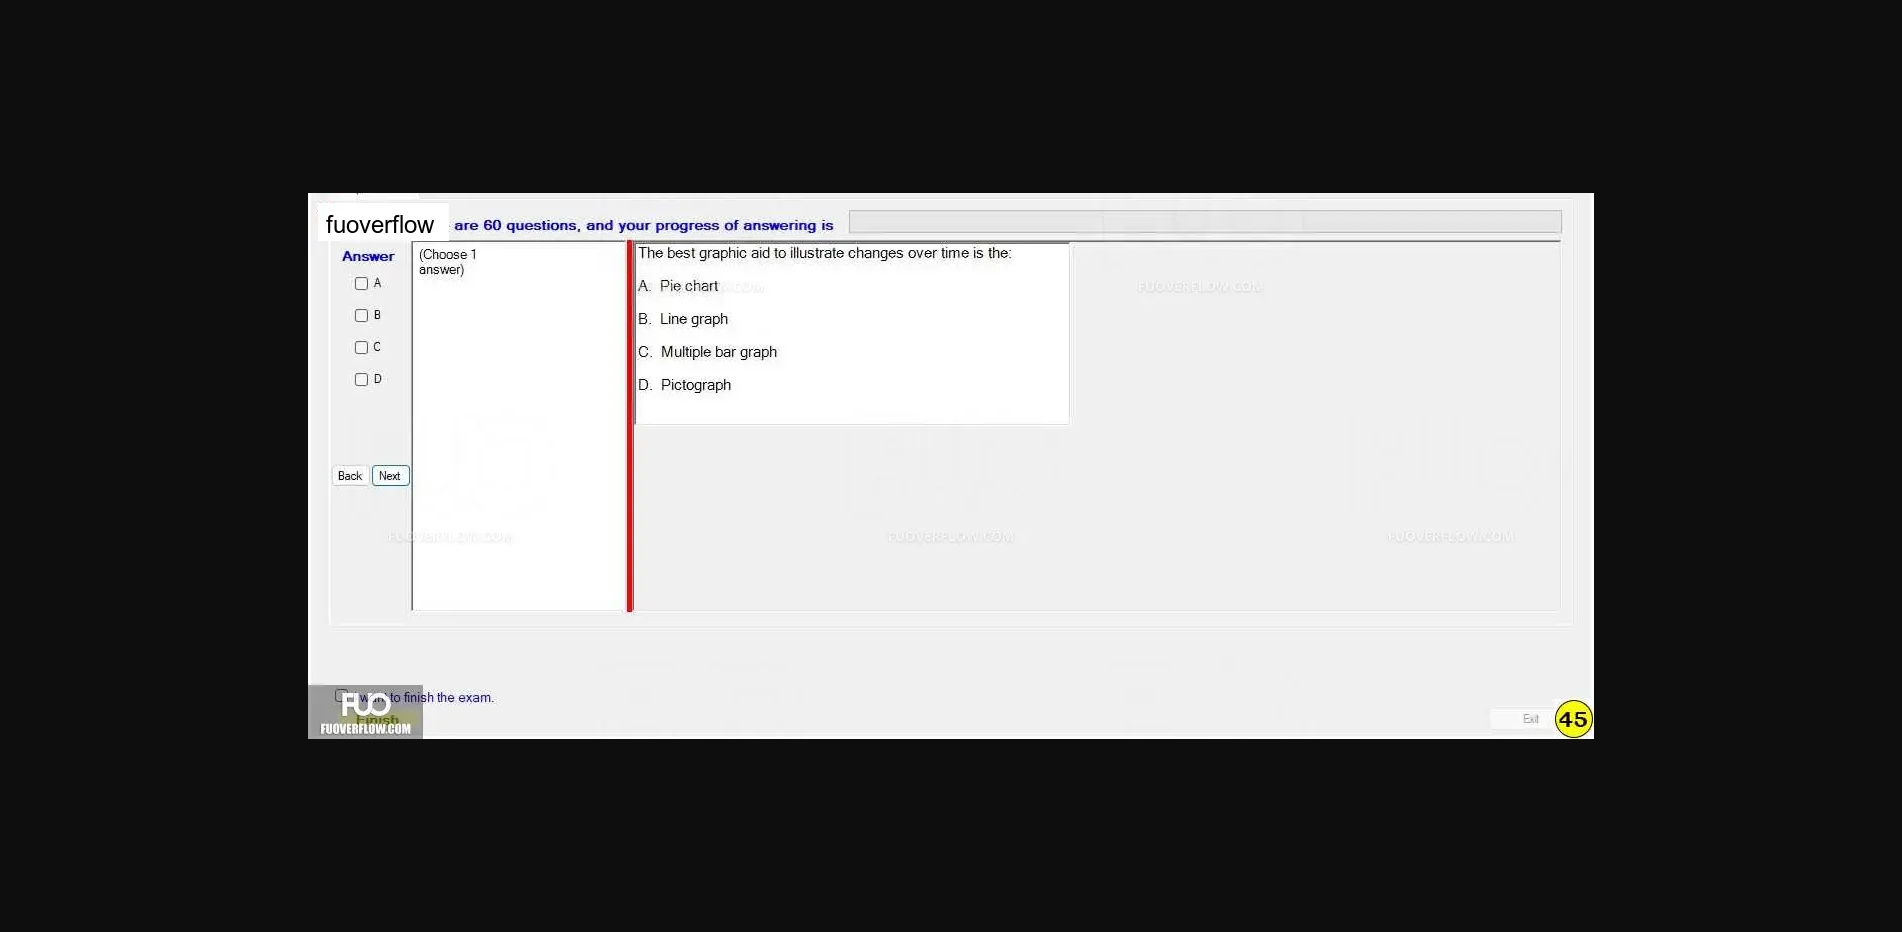 fuoverflow are 60 questions, and your progress of answering is
Answer
A
B
C
D
Back Next
(Choose 1
answer)
The best graphic aid to illustrate changes over time is the:
A. Pie chart
B. Line graph
C. Multiple bar graph
D. Pictograph
FUOVERFLOW.COM
FUOVERFLOW.COM
FUOVERFLOW.COM
FUOVERFLOW.COM
I want to finish the exam.
Finish
FUO
FUOVERFLOW.COM
Exit
45